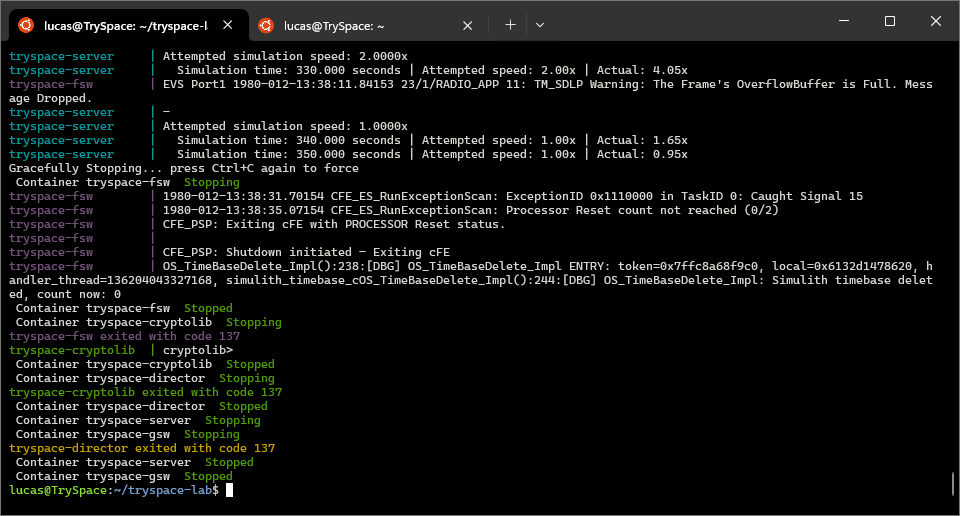 lucas@TrySpace: ~/tryspace-l
lucas@TrySpace: ~
tryspace-server     | Attempted simulation speed: 2.0000x
tryspace-server     |   Simulation time: 330.000 seconds | Attempted speed: 2.00x | Actual: 4.05x
tryspace-fsw        | EVS Port1 1980-012-13:38:11.84153 23/1/RADIO_APP 11: TM_SDLP Warning: The Frame's OverflowBuffer is Full. Mess
age Dropped.
tryspace-server     | -
tryspace-server     | Attempted simulation speed: 1.0000x
tryspace-server     |   Simulation time: 340.000 seconds | Attempted speed: 1.00x | Actual: 1.65x
tryspace-server     |   Simulation time: 350.000 seconds | Attempted speed: 1.00x | Actual: 0.95x
Gracefully Stopping... press Ctrl+C again to force
 Container tryspace-fsw  Stopping
tryspace-fsw        | 1980-012-13:38:31.70154 CFE_ES_RunExceptionScan: ExceptionID 0x1110000 in TaskID 0: Caught Signal 15
tryspace-fsw        | 1980-012-13:38:35.07154 CFE_ES_RunExceptionScan: Processor Reset count not reached (0/2)
tryspace-fsw        | CFE_PSP: Exiting cFE with PROCESSOR Reset status.
tryspace-fsw        |
tryspace-fsw        | CFE_PSP: Shutdown initiated - Exiting cFE
tryspace-fsw        | OS_TimeBaseDelete_Impl():238:[DBG] OS_TimeBaseDelete_Impl ENTRY: token=0x7ffc8a68f9c0, local=0x6132d1478620, h
andler_thread=136204043327168, simulith_timebase_cOS_TimeBaseDelete_Impl():244:[DBG] OS_TimeBaseDelete_Impl: Simulith timebase delet
ed, count now: 0
 Container tryspace-fsw  Stopped
 Container tryspace-cryptolib  Stopping
tryspace-fsw exited with code 137
tryspace-cryptolib  | cryptolib>
 Container tryspace-cryptolib  Stopped
 Container tryspace-director  Stopping
tryspace-cryptolib exited with code 137
 Container tryspace-director  Stopped
 Container tryspace-server  Stopping
 Container tryspace-gsw  Stopping
tryspace-director exited with code 137
 Container tryspace-server  Stopped
 Container tryspace-gsw  Stopped
lucas@TrySpace:~/tryspace-lab$